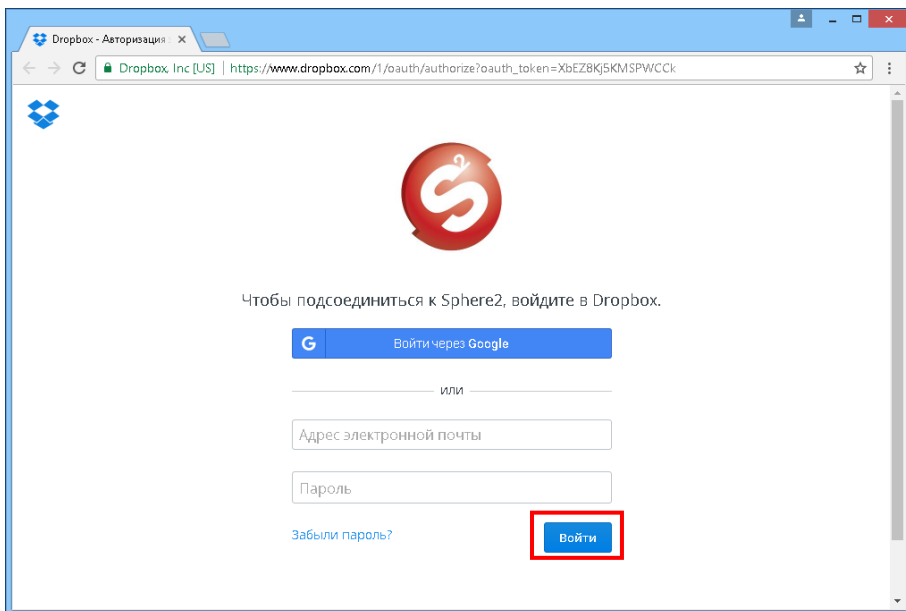 Dropbox - Авторизация
Dropbox, Inc [US] | https://www.dropbox.com/1/oauth/authorize?oauth_token=XbEZ8Kj5KMSPWCCk
S2
Чтобы подсоединиться к Sphere2, войдите в Dropbox.
G Войти через Google
или
Адрес электронной почты
Пароль
Забыли пароль?
Войти